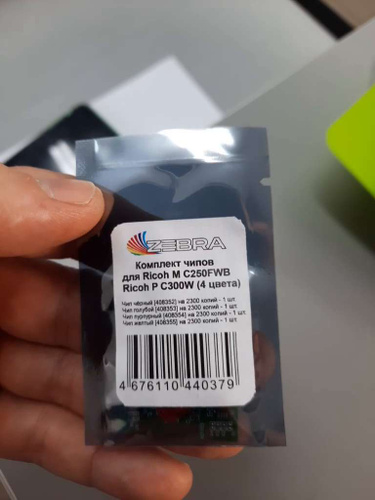 ZEBRA
Комплект чипов
для Ricoh M C250FWB
Ricoh P C300W (4 цвета)
Чип чёрный [408352] на 2300 копий - 1 шт.
Чип голубой [408353] на 2300 копий - 1 шт.
Чип пурпурный [408354] на 2300 копий - 1 шт.
Чип желтый [408355] на 2300 копий - 1 шт.
4 676110 440379